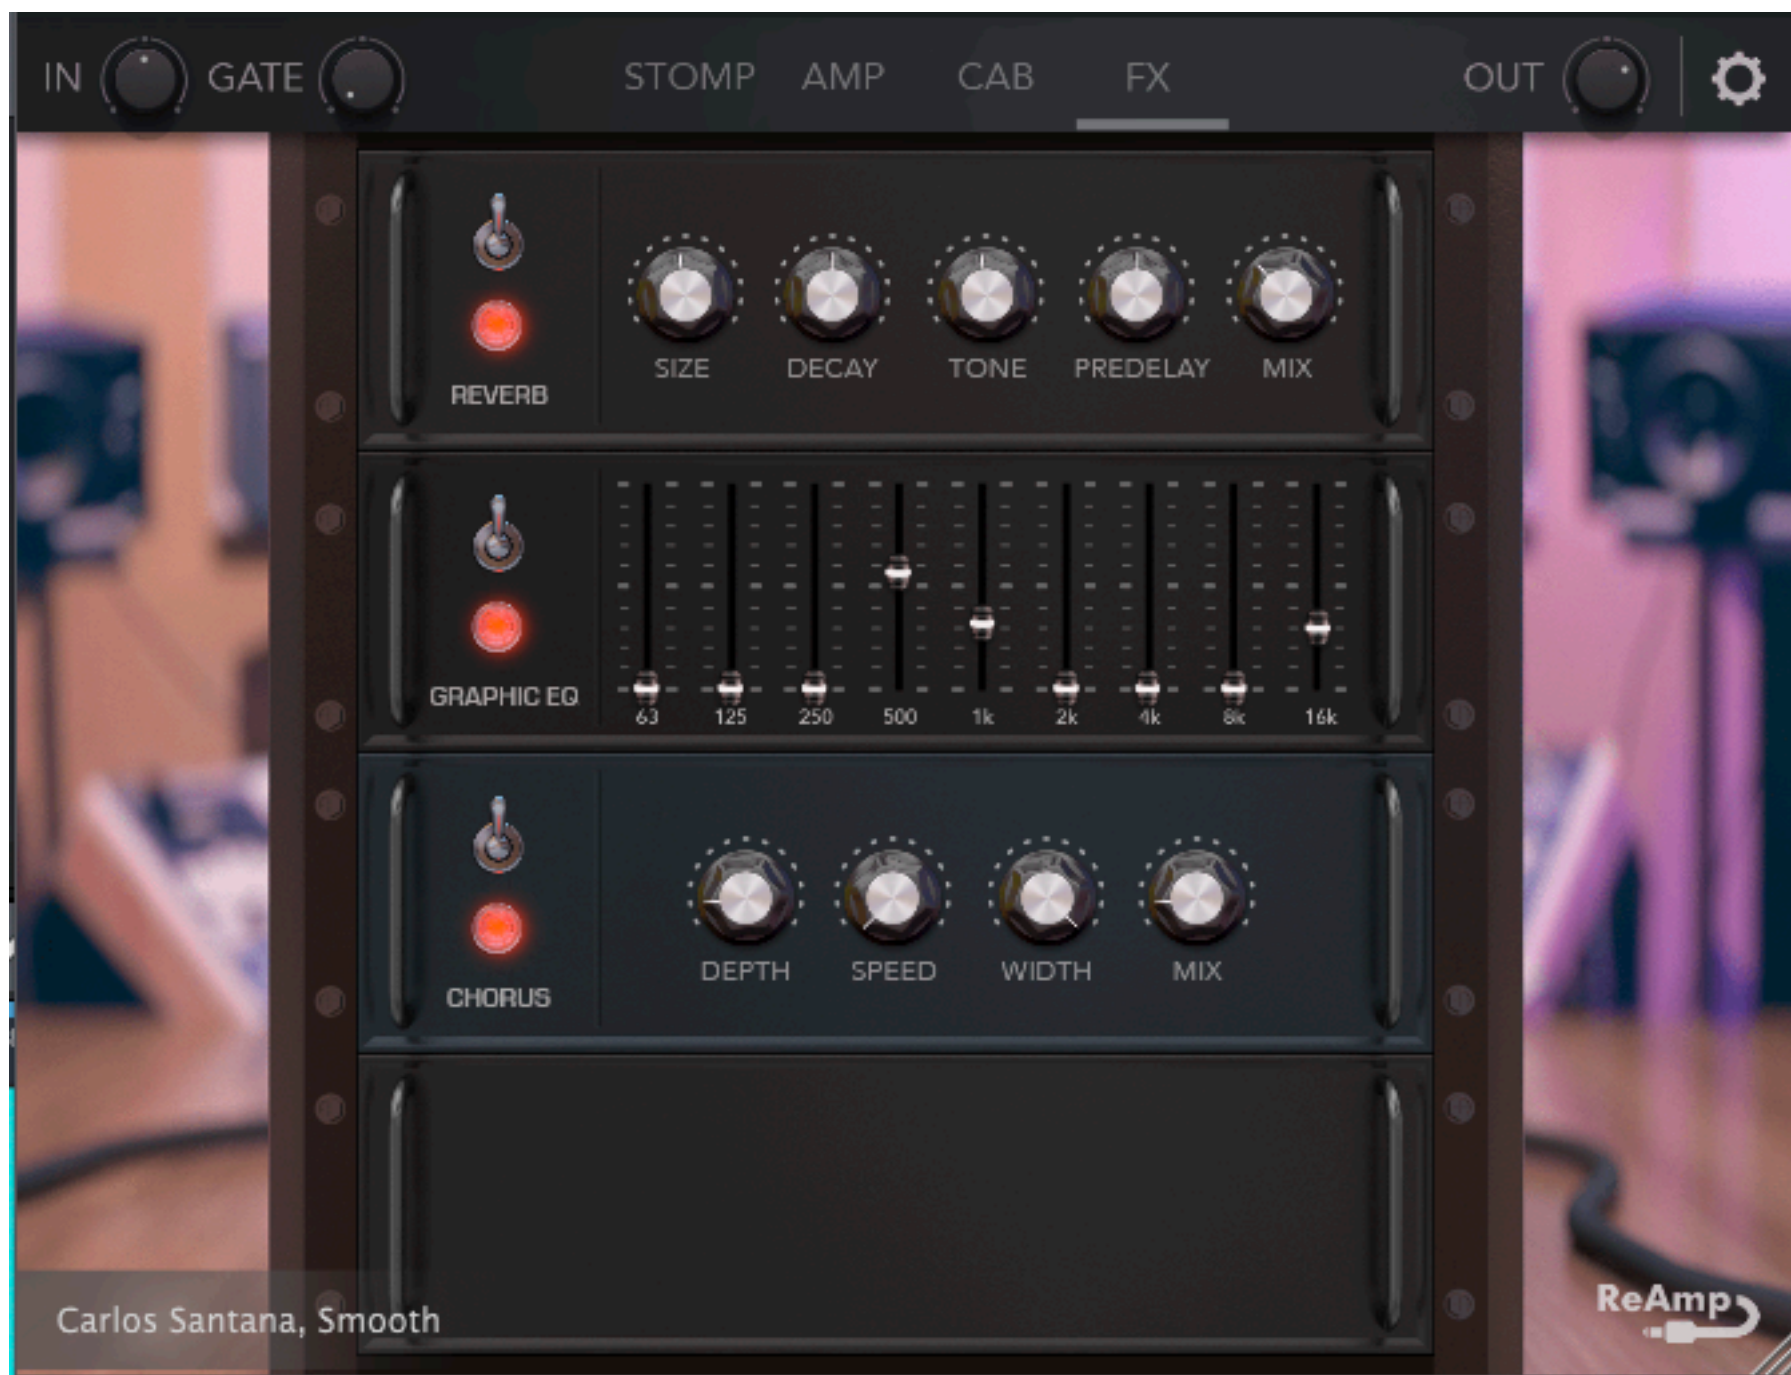 IN GATE STOMP AMP CAB FX OUT
SIZE DECAY TONE PREDELAY MIX
REVERB
GRAPHIC EQ
63 125 250 500 1k 2k 4k 8k 16k
DEPTH SPEED WIDTH MIX
CHORUS
Carlos Santana, Smooth
ReAmp